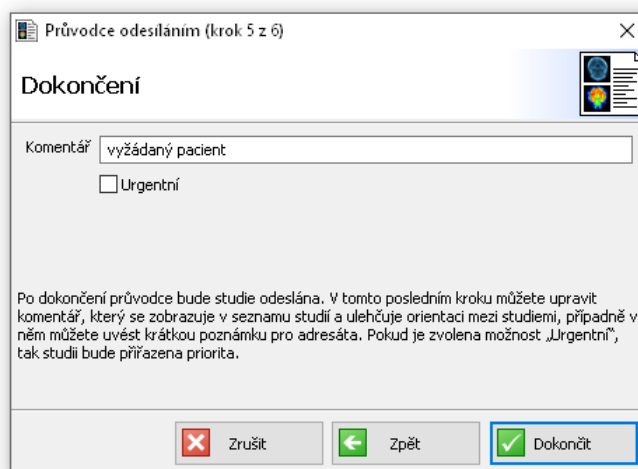 Průvodce odesíláním (krok 5 z 6)
Dokončení
Komentář vyžádaný pacient
Urgentní
Po dokončení průvodce bude studie odeslána. V tomto posledním kroku můžete upravit
komentář, který se zobrazuje v seznamu studií a ulehčuje orientaci mezi studiemi, případně v
něm můžete uvést krátkou poznámku pro adresáta. Pokud je zvolena možnost „Urgentní“,
tak studii bude přiřazena priorita.
Zrušit Zpět Dokončit